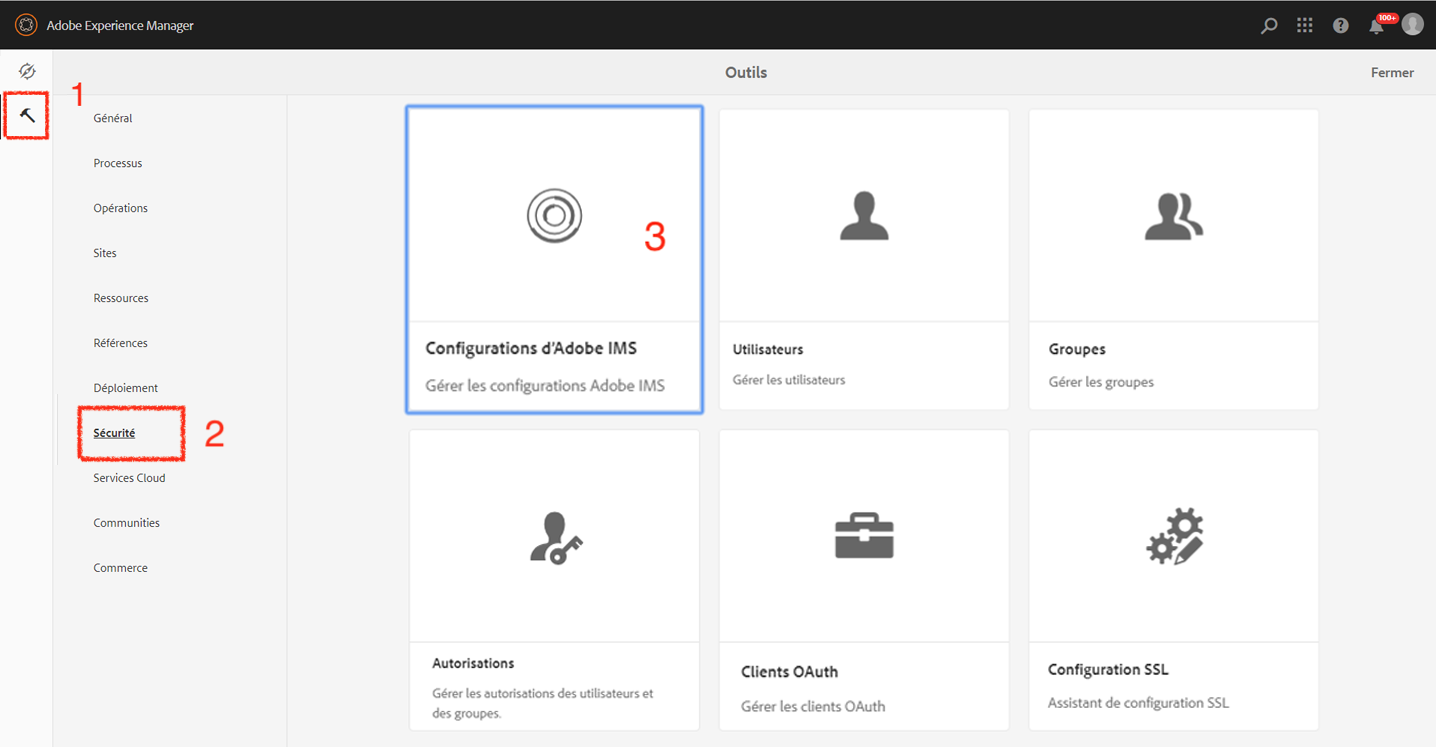 Adobe Experience Manager
100+
Outils
Fermer
1
Général
Processus
Opérations
Sites
Ressources
Références
Déploiement
Sécurité
2
Services Cloud
Communities
Commerce
3
Configurations d'Adobe IMS
Gérer les configurations Adobe IMS
Utilisateurs
Gérer les utilisateurs
Groupes
Gérer les groupes
Autorisations
Gérer les autorisations des utilisateurs et
des groupes.
Clients OAuth
Gérer les clients OAuth
Configuration SSL
Assistant de configuration SSL